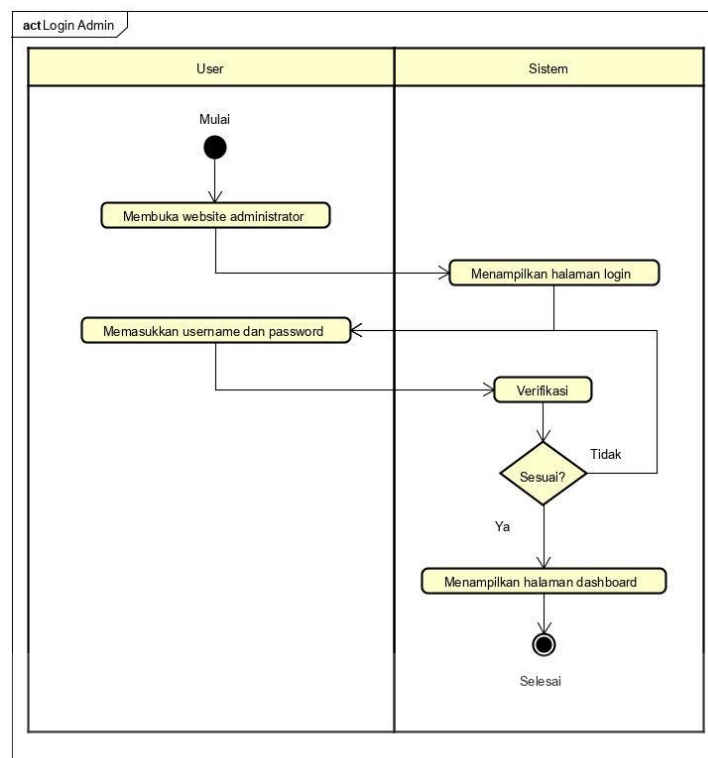 act Login Admin
User
Sistem
Mulai
Membuka website administrator
Menampilkan halaman login
Memasukkan username dan password
Verifikasi
Sesuai?
Tidak
Ya
Menampilkan halaman dashboard
Selesai